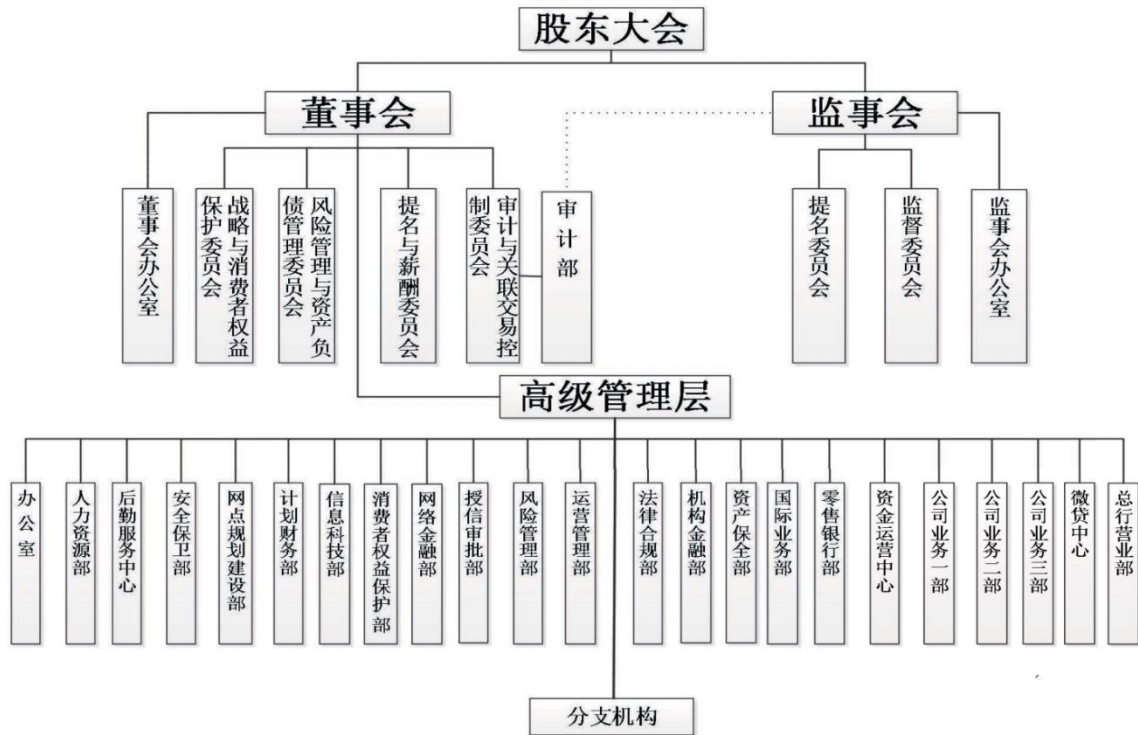 股东大会
董事会
监事会
董事会办公室
战略与消费者权益
保护委员会
风险管理与资产负
债管理委员会
提名与薪酬委员会
审计与关联交易控
制委员会
审计部
提名委员会
监督委员会
监事会办公室
高级管理层
办公室
人力资源部
后勤服务中心
安全保卫部
网点规划建设部
计划财务部
信息科技部
消费者权益保护部
网络金融部
授信审批部
风险管理部
运营管理部
法律合规部
机构金融部
资产保全部
国际业务部
零售银行部
资金运营中心
公司业务一部
公司业务二部
公司业务三部
微贷中心
总行营业部
分支机构